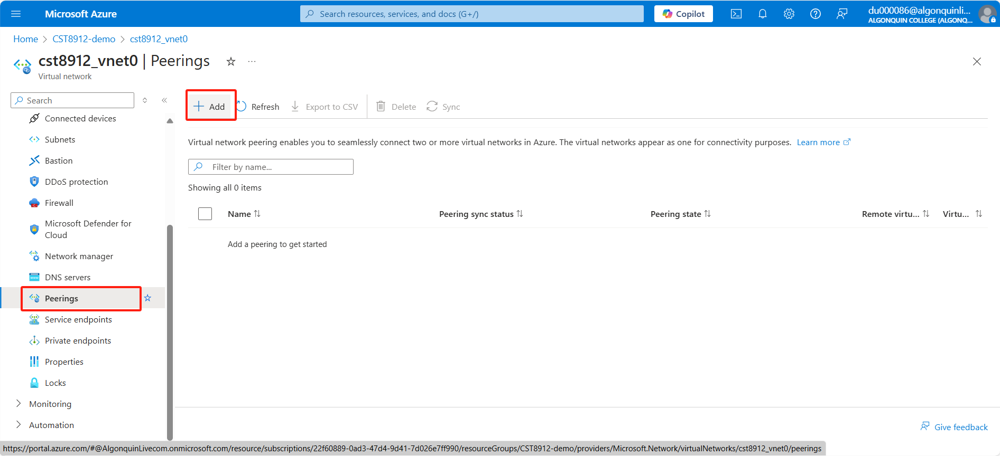 Microsoft Azure
Search resources, services, and docs (G+/)
Copilot
du000086@algonquinli...
ALGONQUIN COLLEGE (ALGONQ...
Home > CST8912-demo > cst8912_vnet0
cst8912_vnet0 | Peerings
Virtual network
Search
Add
Refresh
Export to CSV
Delete
Sync
Connected devices
Subnets
Bastion
DDoS protection
Firewall
Microsoft Defender for
Cloud
Network manager
DNS servers
Peerings
Service endpoints
Private endpoints
Properties
Locks
Monitoring
Automation
Virtual network peering enables you to seamlessly connect two or more virtual networks in Azure. The virtual networks appear as one for connectivity purposes. Learn more
Filter by name...
Showing all 0 items
Name
Peering sync status
Peering state
Remote virtu...
Virtu...
Add a peering to get started
Give feedback
https://portal.azure.com/#@AlgonquinLivecom.onmicrosoft.com/resource/subscriptions/22f60889-0ad3-47d4-9d41-7d026e7ff990/resourceGroups/CST8912-demo/providers/Microsoft.Network/virtualNetworks/cst8912_vnet0/peerings